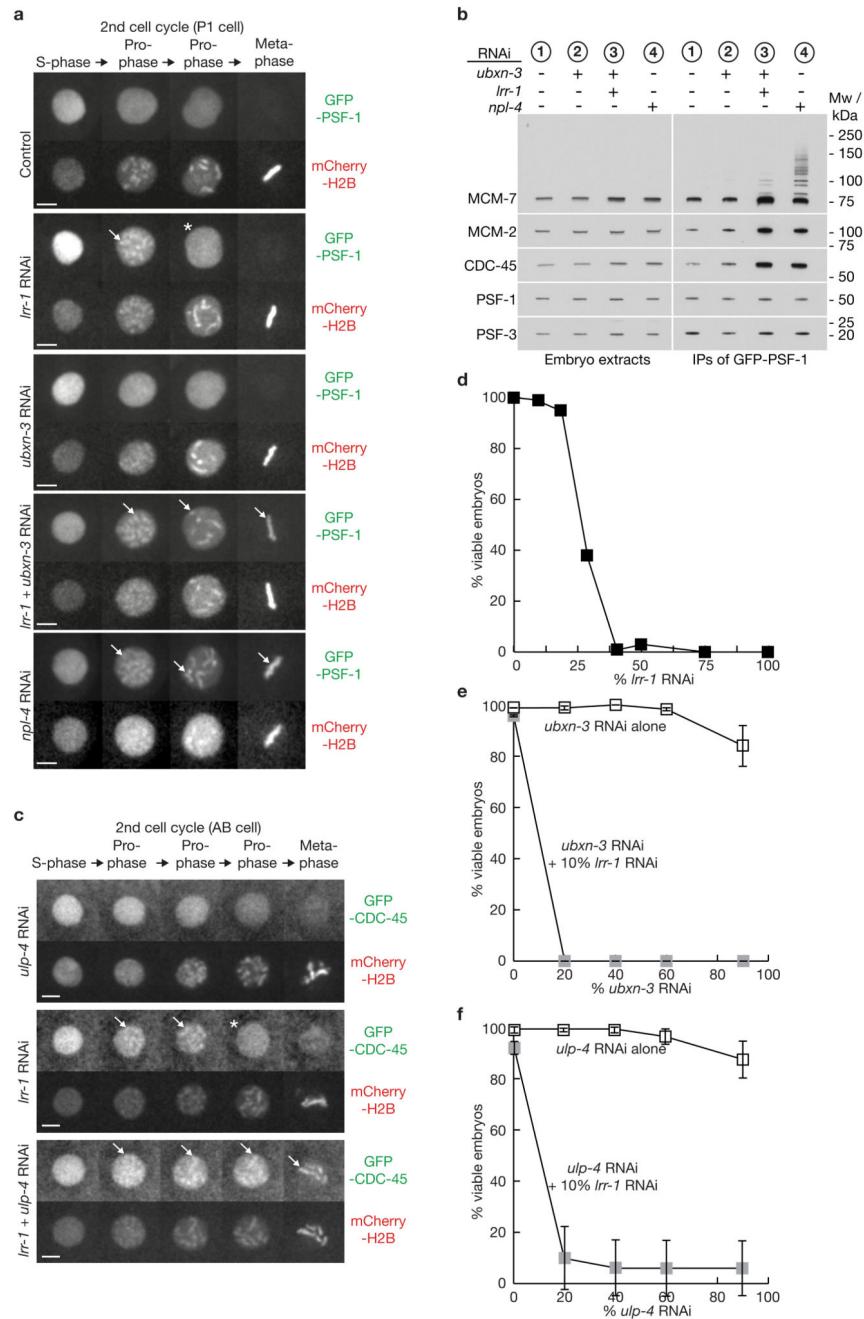 a
2nd cell cycle (P1 cell)
S-phase → Pro-phase → Pro-phase → Meta-phase
Control
GFP
-PSF-1
mCherry
-H2B
lrr-1 RNAi
*
GFP
-PSF-1
mCherry
-H2B
ubxn-3 RNAi
GFP
-PSF-1
mCherry
-H2B
lrr-1 + ubxn-3 RNAi
GFP
-PSF-1
mCherry
-H2B
npl-4 RNAi
GFP
-PSF-1
mCherry
-H2B
b
RNAi 1 2 3 4 1 2 3 4
ubxn-3 - + + - - + + -
lrr-1 - - + - - - + -
npl-4 - - - + - - - +
Mw /
kDa
- 250
- 150
- 100
- 75
MCM-7
MCM-2
- 100
- 75
CDC-45
- 50
PSF-1
- 50
- 25
PSF-3
- 20
Embryo extracts
IPs of GFP-PSF-1
c
2nd cell cycle (AB cell)
S-phase → Pro-phase → Pro-phase → Pro-phase → Meta-phase
ulp-4 RNAi
GFP
-CDC-45
mCherry
-H2B
lrr-1 RNAi
*
GFP
-CDC-45
mCherry
-H2B
lrr-1 + ulp-4 RNAi
GFP
-CDC-45
mCherry
-H2B
d
% viable embryos
100
80
60
40
20
0
0 25 50 75 100
% lrr-1 RNAi
e
% viable embryos
100
80
60
40
20
0
ubxn-3 RNAi alone
ubxn-3 RNAi
+ 10% lrr-1 RNAi
0 20 40 60 80 100
% ubxn-3 RNAi
f
% viable embryos
100
80
60
40
20
0
ulp-4 RNAi alone
ulp-4 RNAi
+ 10% lrr-1 RNAi
0 20 40 60 80 100
% ulp-4 RNAi